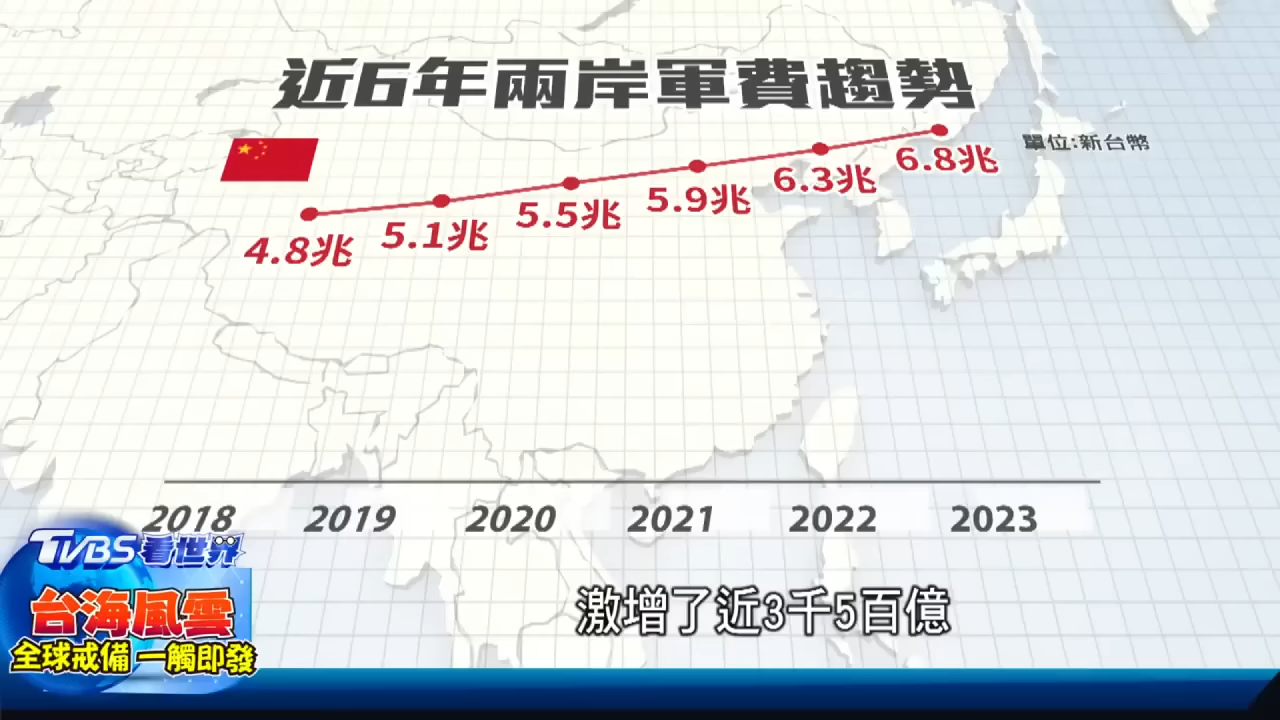 近6年兩岸軍費趨勢
單位:新台幣
4.8兆
5.1兆
5.5兆
5.9兆
6.3兆
6.8兆
2018 2019 2020 2021 2022 2023
TVBS看世界
台海風雲
全球戒備 一觸即發
激增了近3千5百億